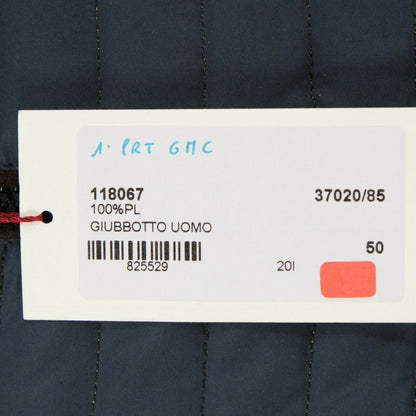 1· PRT GMC
118067 37020/85
100%PL
GIUBBOTTO UOMO
50
825529 20I